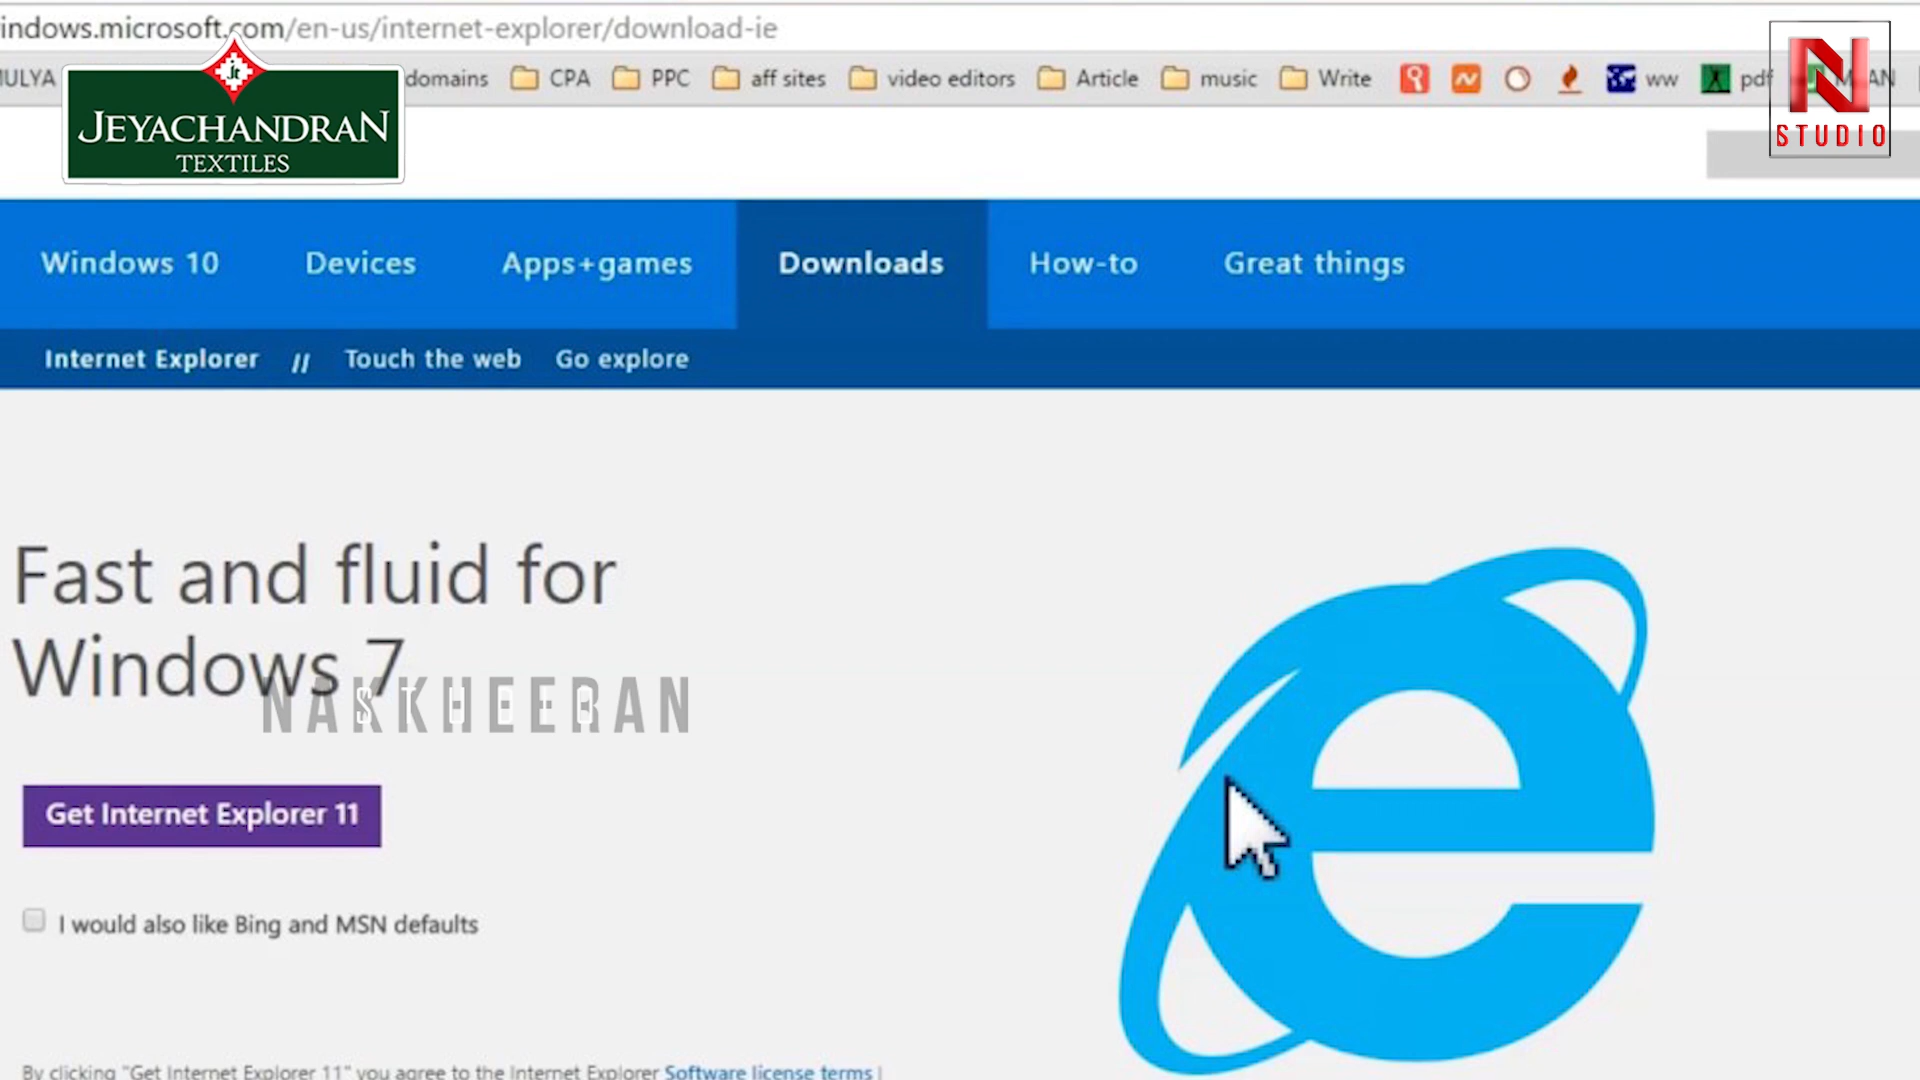 indows.microsoft.com/en-us/internet-explorer/download-ie
MULYA
domains CPA PPC aff sites video editors Article music Write ww pdf
jt
JEYACHANDRAN
TEXTILES
N
STUDIO
Windows 10 Devices Apps+games Downloads How-to Great things
Internet Explorer // Touch the web Go explore
Fast and fluid for
Windows 7
NAKKHEERAN
Get Internet Explorer 11
I would also like Bing and MSN defaults
By clicking "Get Internet Explorer 11" you agree to the Internet Explorer Software license terms |